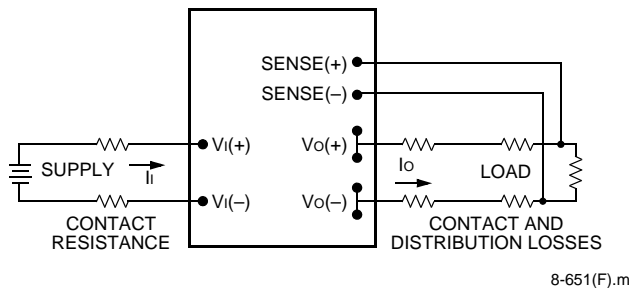 SENSE(+)
SENSE(–)
VI(+)
VO(+)
SUPPLY
II
IO
LOAD
VI(–)
VO(–)
CONTACT
RESISTANCE
CONTACT AND
DISTRIBUTION LOSSES
8-651(F).m